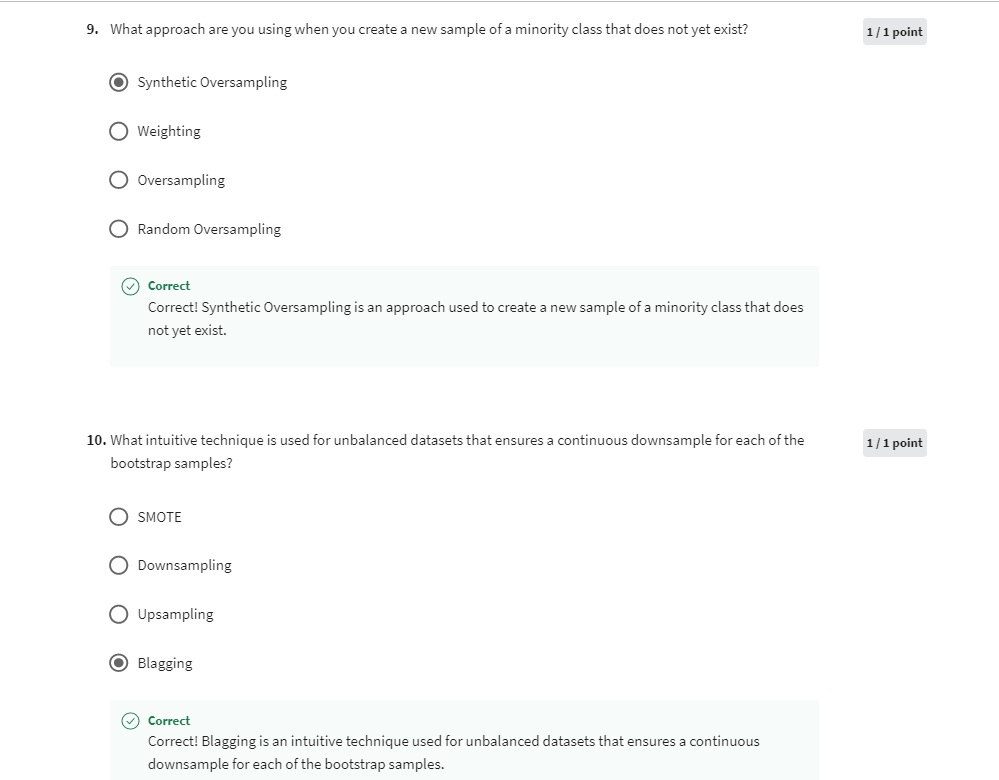 9. What approach are you using when you create a new sample of a minority class that does not yet exist?
1 / 1 point
Synthetic Oversampling
Weighting
Oversampling
Random Oversampling
Correct
Correct! Synthetic Oversampling is an approach used to create a new sample of a minority class that does
not yet exist.
10. What intuitive technique is used for unbalanced datasets that ensures a continuous downsample for each of the
1 / 1 point
bootstrap samples?
SMOTE
Downsampling
Upsampling
Blagging
Correct
Correct! Blagging is an intuitive technique used for unbalanced datasets that ensures a continuous
downsample for each of the bootstrap samples.